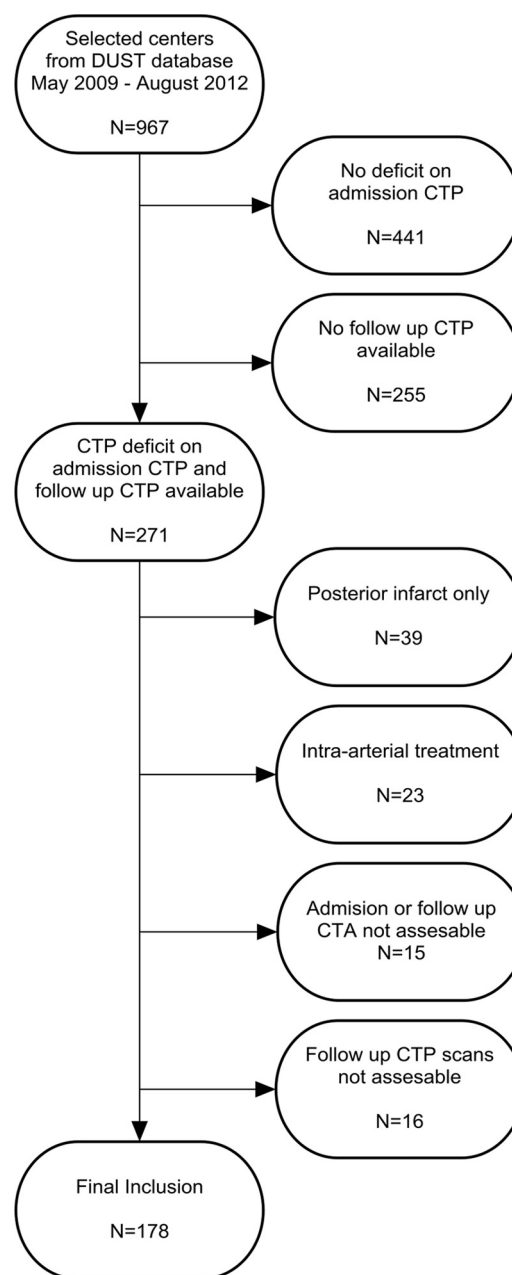 Selected centers
from DUST database
May 2009 - August 2012
N=967
No deficit on
admission CTP
N=441
No follow up CTP
available
N=255
CTP deficit on
admission CTP and
follow up CTP available
N=271
Posterior infarct only
N=39
Intra-arterial treatment
N=23
Admision or follow up
CTA not assesable
N=15
Follow up CTP scans
not assesable
N=16
Final Inclusion
N=178